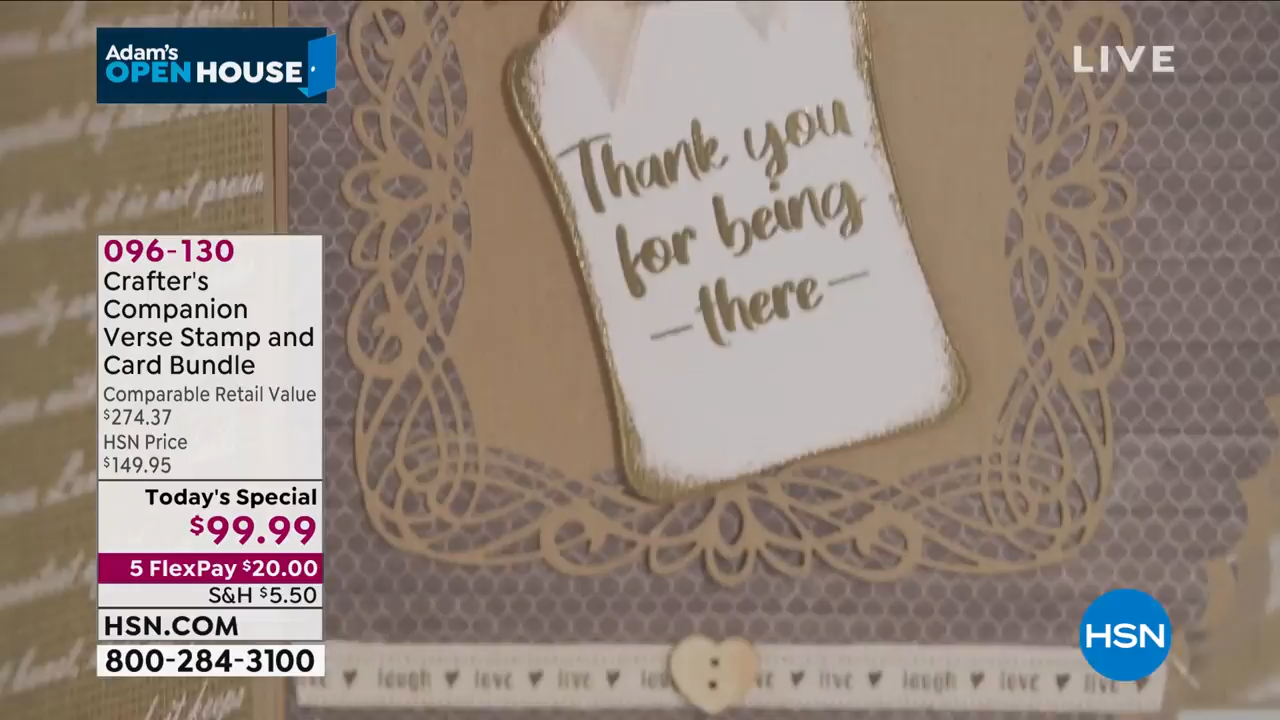 Adam's
OPEN HOUSE
LIVE
Thank you
for being
there
096-130
Crafter's
Companion
Verse Stamp and
Card Bundle
Comparable Retail Value
$274.37
HSN Price
$149.95
Today's Special
$99.99
5 FlexPay $20.00
S&H $5.50
HSN.COM
800-284-3100
HSN
laugh love live love live laugh love live